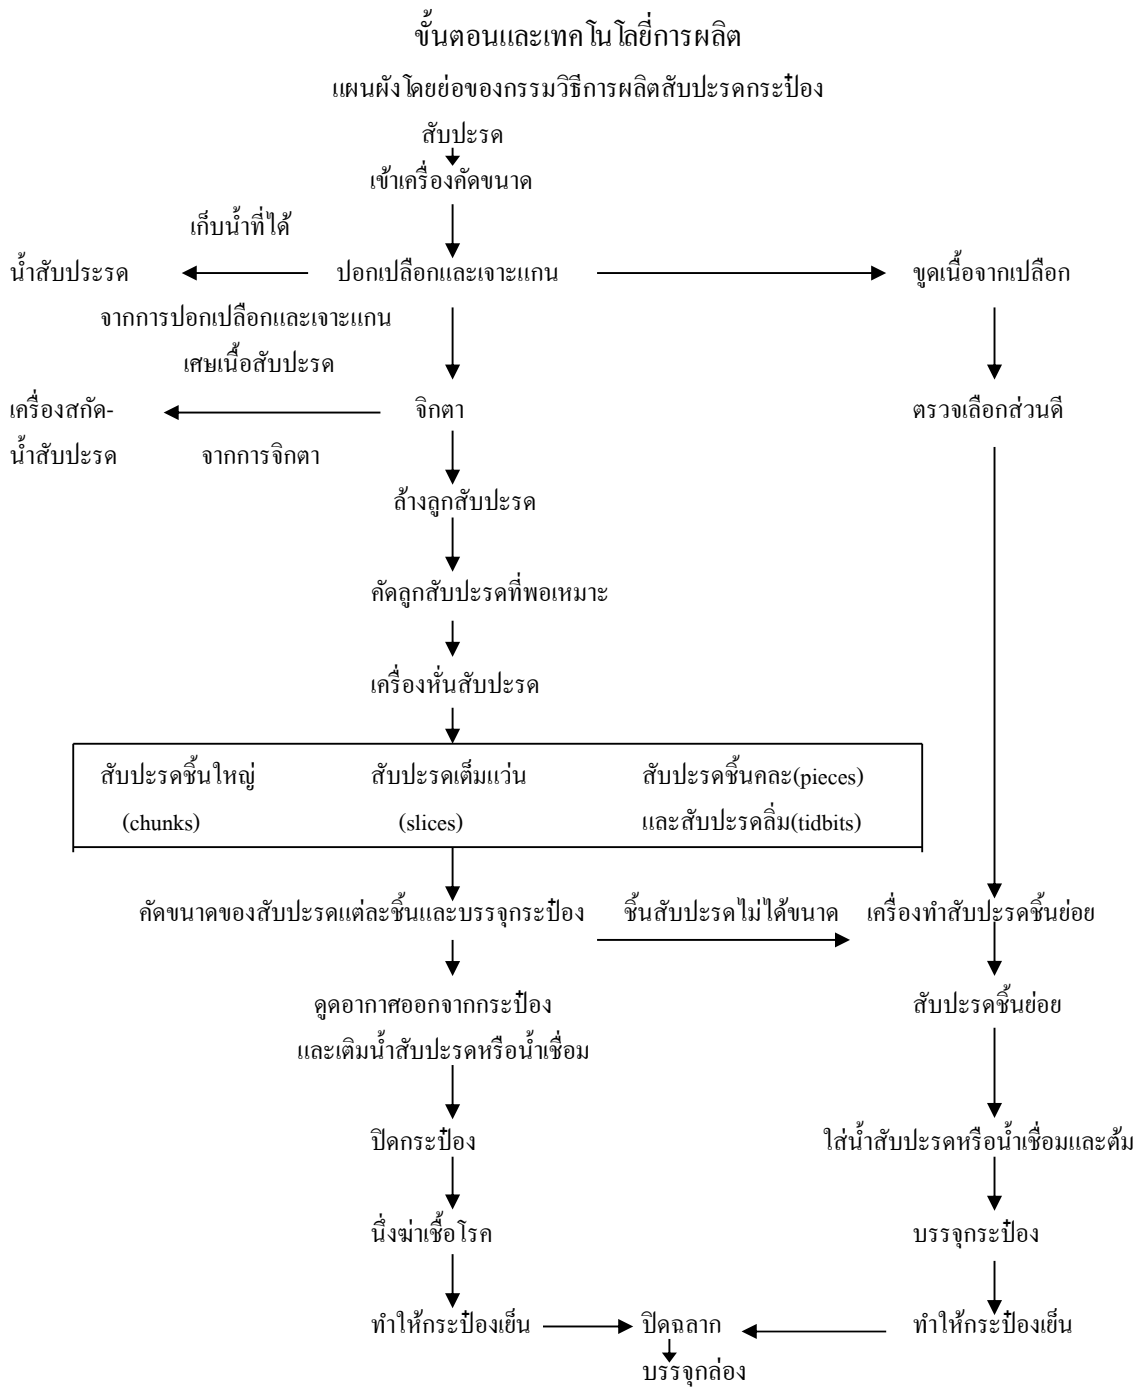 ขั้นตอนและเทคโนโลยี่การผลิต
แผนผังโดยย่อของกรรมวิธีการผลิตสับปะรดกระป๋อง
สับปะรด
เข้าเครื่องคัดขนาด
เก็บน้ำที่ได้
น้ำสับประรด ปอกเปลือกและเจาะแกน ขูดเนื้อจากเปลือก
จากการปอกเปลือกและเจาะแกน
เศษเนื้อสับปะรด
เครื่องสกัด- จิกตา ตรวจเลือกส่วนดี
น้ำสับปะรด จากการจิกตา
ล้างลูกสับปะรด
คัดลูกสับปะรดที่พอเหมาะ
เครื่องหั่นสับปะรด
สับปะรดชิ้นใหญ่ สับปะรดเต็มแว่น สับปะรดชิ้นคละ(pieces)
(chunks) (slices) และสับปะรดลิ่ม(tidbits)
คัดขนาดของสับปะรดแต่ละชิ้นและบรรจุกระป๋อง ชิ้นสับปะรดไม่ได้ขนาด เครื่องทำสับปะรดชิ้นย่อย
ดูดอากาศออกจากกระป๋อง สับปะรดชิ้นย่อย
และเติมน้ำสับปะรดหรือน้ำเชื่อม
ปิดกระป๋อง ใส่น้ำสับปะรดหรือน้ำเชื่อมและต้ม
นึ่งฆ่าเชื้อโรค บรรจุกระป๋อง
ทำให้กระป๋องเย็น ปิดฉลาก ทำให้กระป๋องเย็น
บรรจุกล่อง